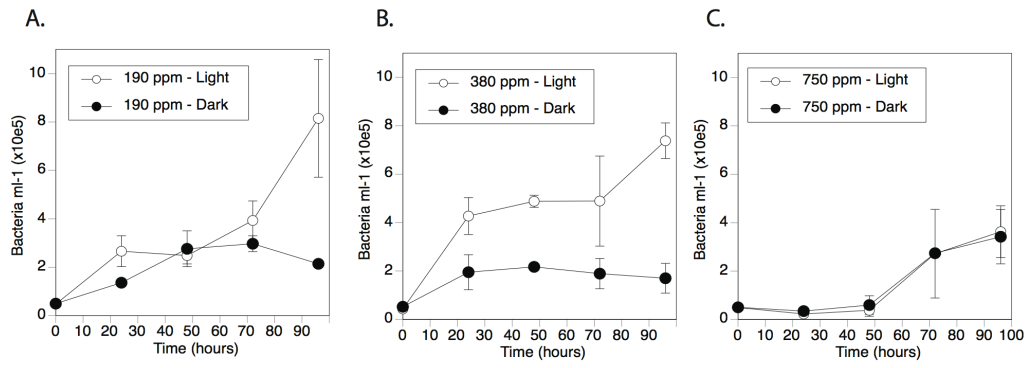 A.
10
8
6
4
2
0
Bacteria ml-1 (x10e5)
190 ppm - Light
190 ppm - Dark
0 10 20 30 40 50 60 70 80 90
Time (hours)
B.
10
8
6
4
2
0
Bacteria ml-1 (x10e5)
380 ppm - Light
380 ppm - Dark
0 10 20 30 40 50 60 70 80 90
Time (hours)
C.
10
8
6
4
2
0
Bacteria ml-1 (x10e5)
750 ppm - Light
750 ppm - Dark
0 10 20 30 40 50 60 70 80 90 100
Time (hours)